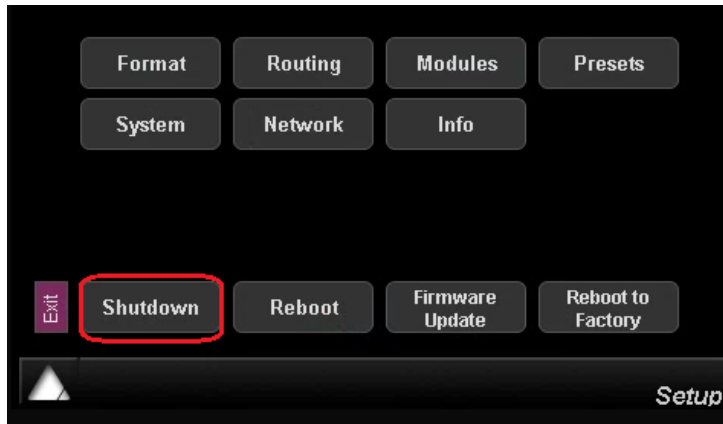 Format
Routing
Modules
Presets
System
Network
Info
Exit
Shutdown
Reboot
Firmware
Update
Reboot to
Factory
Setup